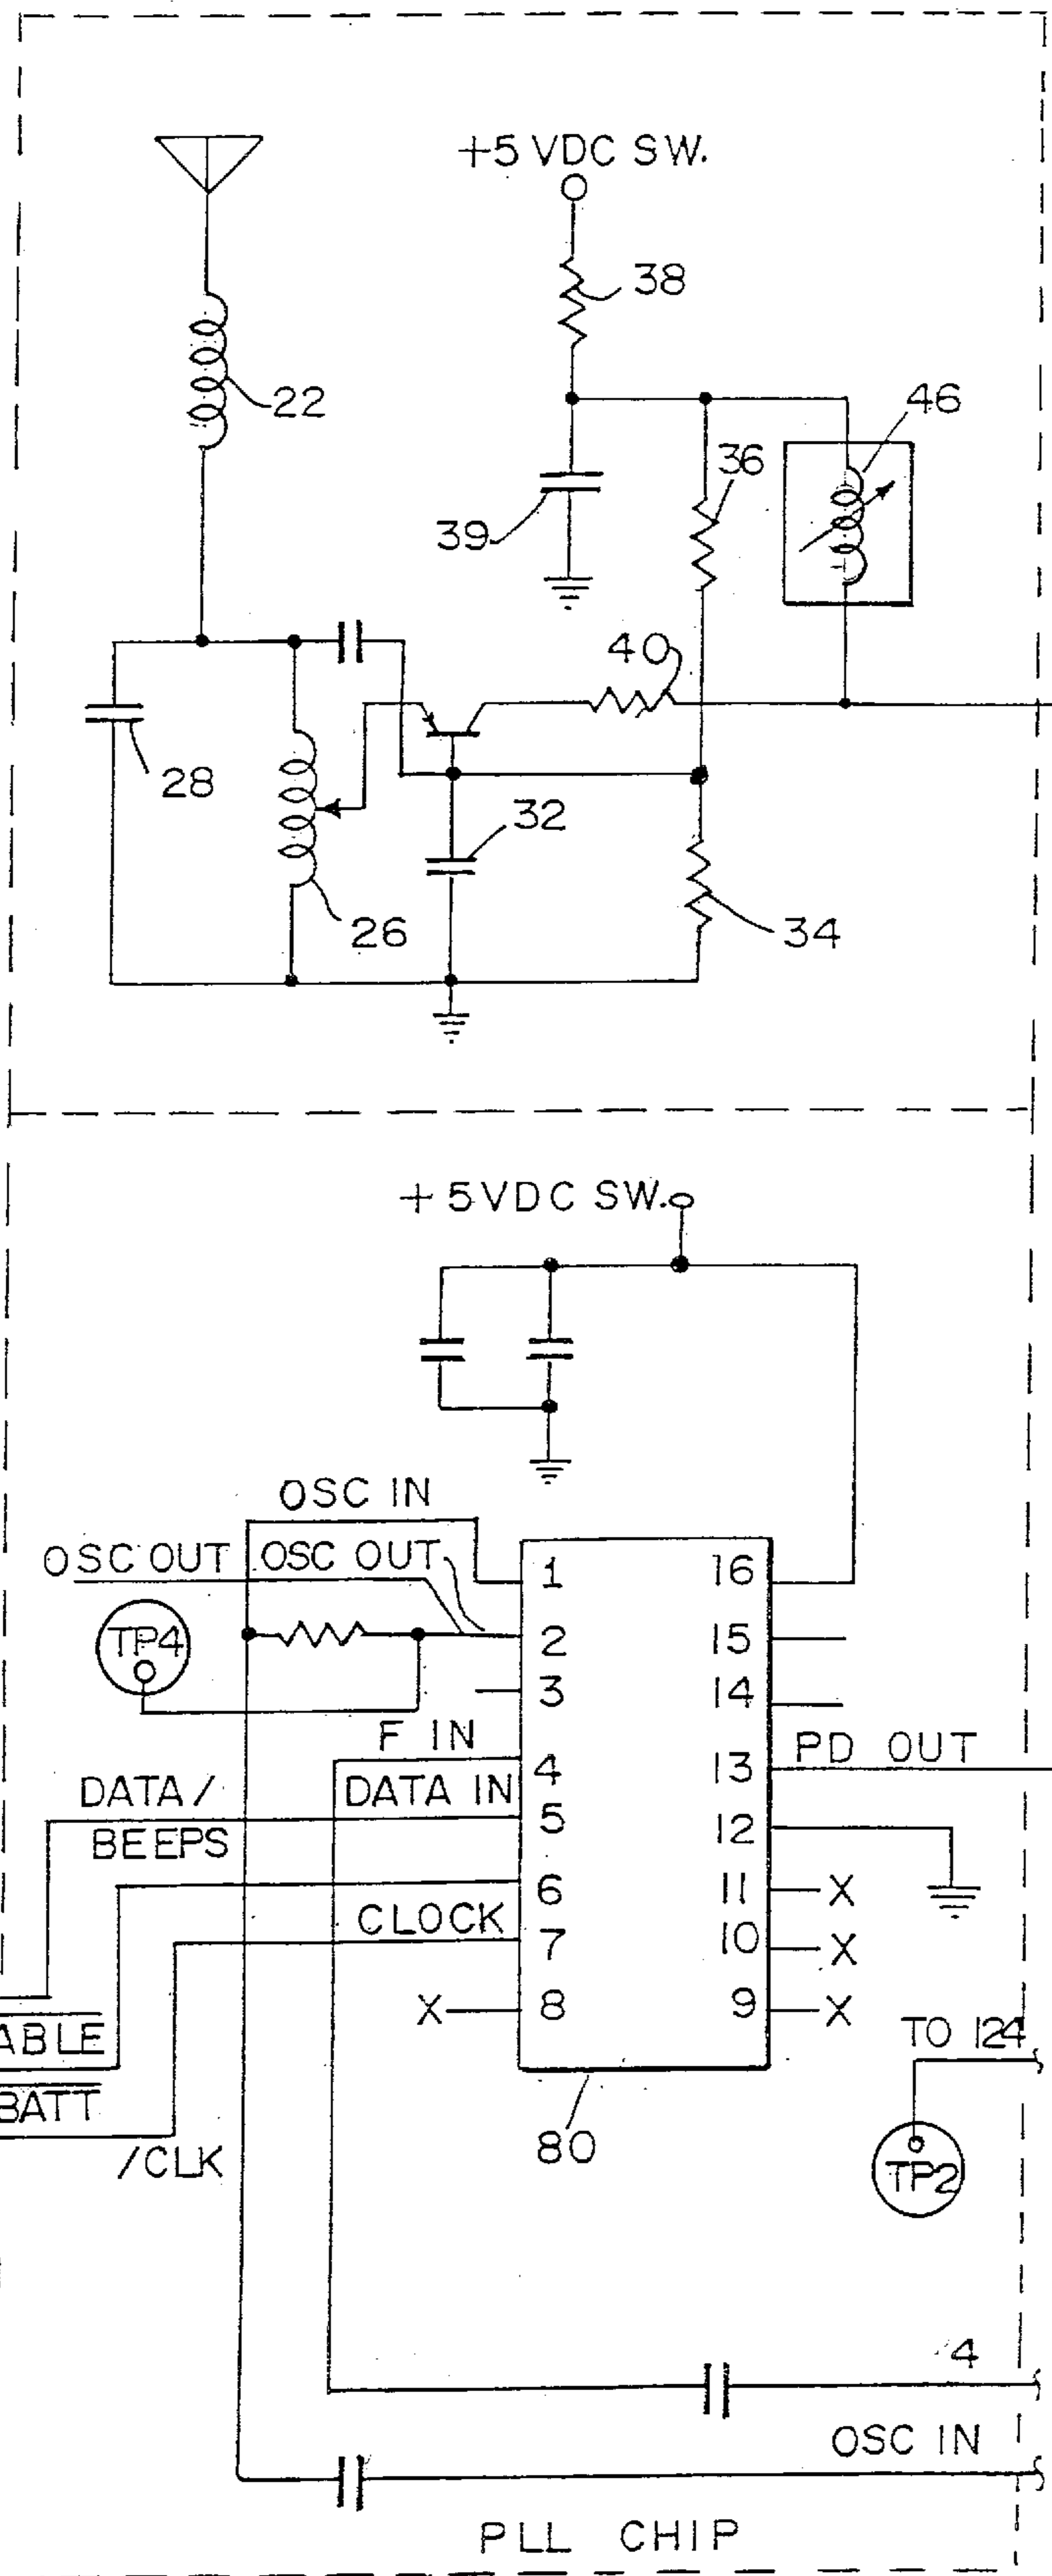 +5 VDC SW.
38
22
46
36
39
40
28
32
26
34
+5VDC SW.
OSC IN
OSC OUT OSC OUT
1 16
TP4
2 15
3 14
F IN
4 13 PD OUT
DATA / DATA IN
5 12
BEEPS
6 11 X
CLOCK
7 10 X
X 8 9 X
ABLE
TO 124
BATT
/CLK
80
TP2
4
OSC IN
PLL CHIP